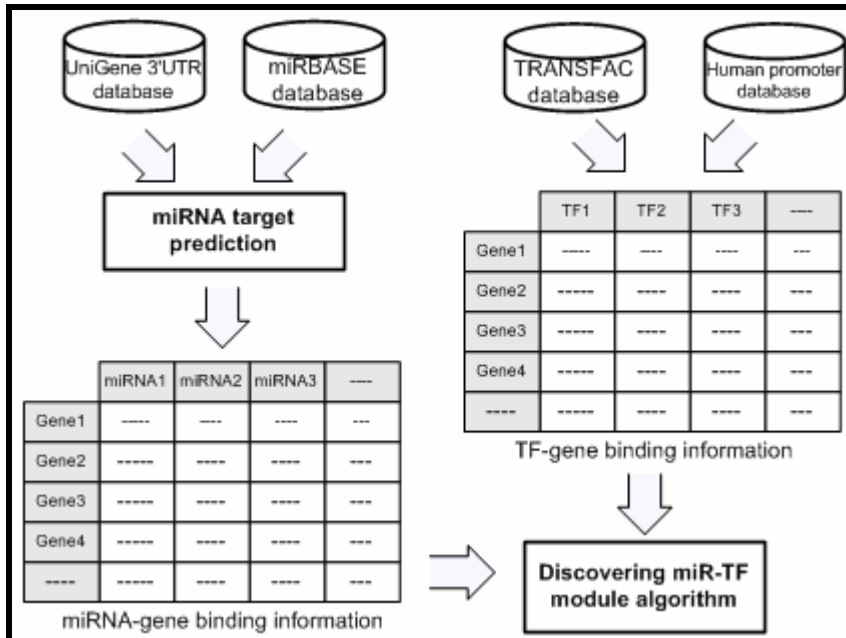 UniGene 3'UTR
database
miRBASE
database
TRANSFAC
database
Human promoter
database
miRNA target
prediction
TF1 TF2 TF3 ----
Gene1 ----- ---- ---- ---
Gene2 ----- ---- ---- ---
Gene3 ----- ---- ---- ---
Gene4 ----- ---- ---- ---
---- ----- ---- ---- ---
TF-gene binding information
miRNA1 miRNA2 miRNA3 ----
Gene1 ----- ---- ---- ---
Gene2 ----- ---- ---- ---
Gene3 ----- ---- ---- ---
Gene4 ----- ---- ---- ---
---- ----- ---- ---- ---
miRNA-gene binding information
Discovering miR-TF
module algorithm